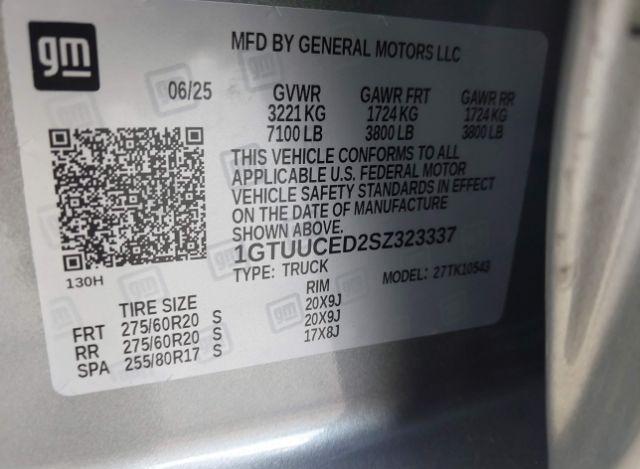 gm
MFD BY GENERAL MOTORS LLC
06/25 GVWR GAWR FRT GAWR RR
3221 KG 1724 KG 1724 KG
7100 LB 3800 LB 3800 LB
THIS VEHICLE CONFORMS TO ALL
APPLICABLE U.S. FEDERAL MOTOR
VEHICLE SAFETY STANDARDS IN EFFECT
ON THE DATE OF MANUFACTURE
SHOWN ABOVE.
1GTUUCED2SZ323337
TYPE: TRUCK MODEL: 27TK10543
130H
TIRE SIZE RIM
FRT 275/60R20 S 20X9J
RR 275/60R20 S 20X9J
SPA 255/80R17 S 17X8J